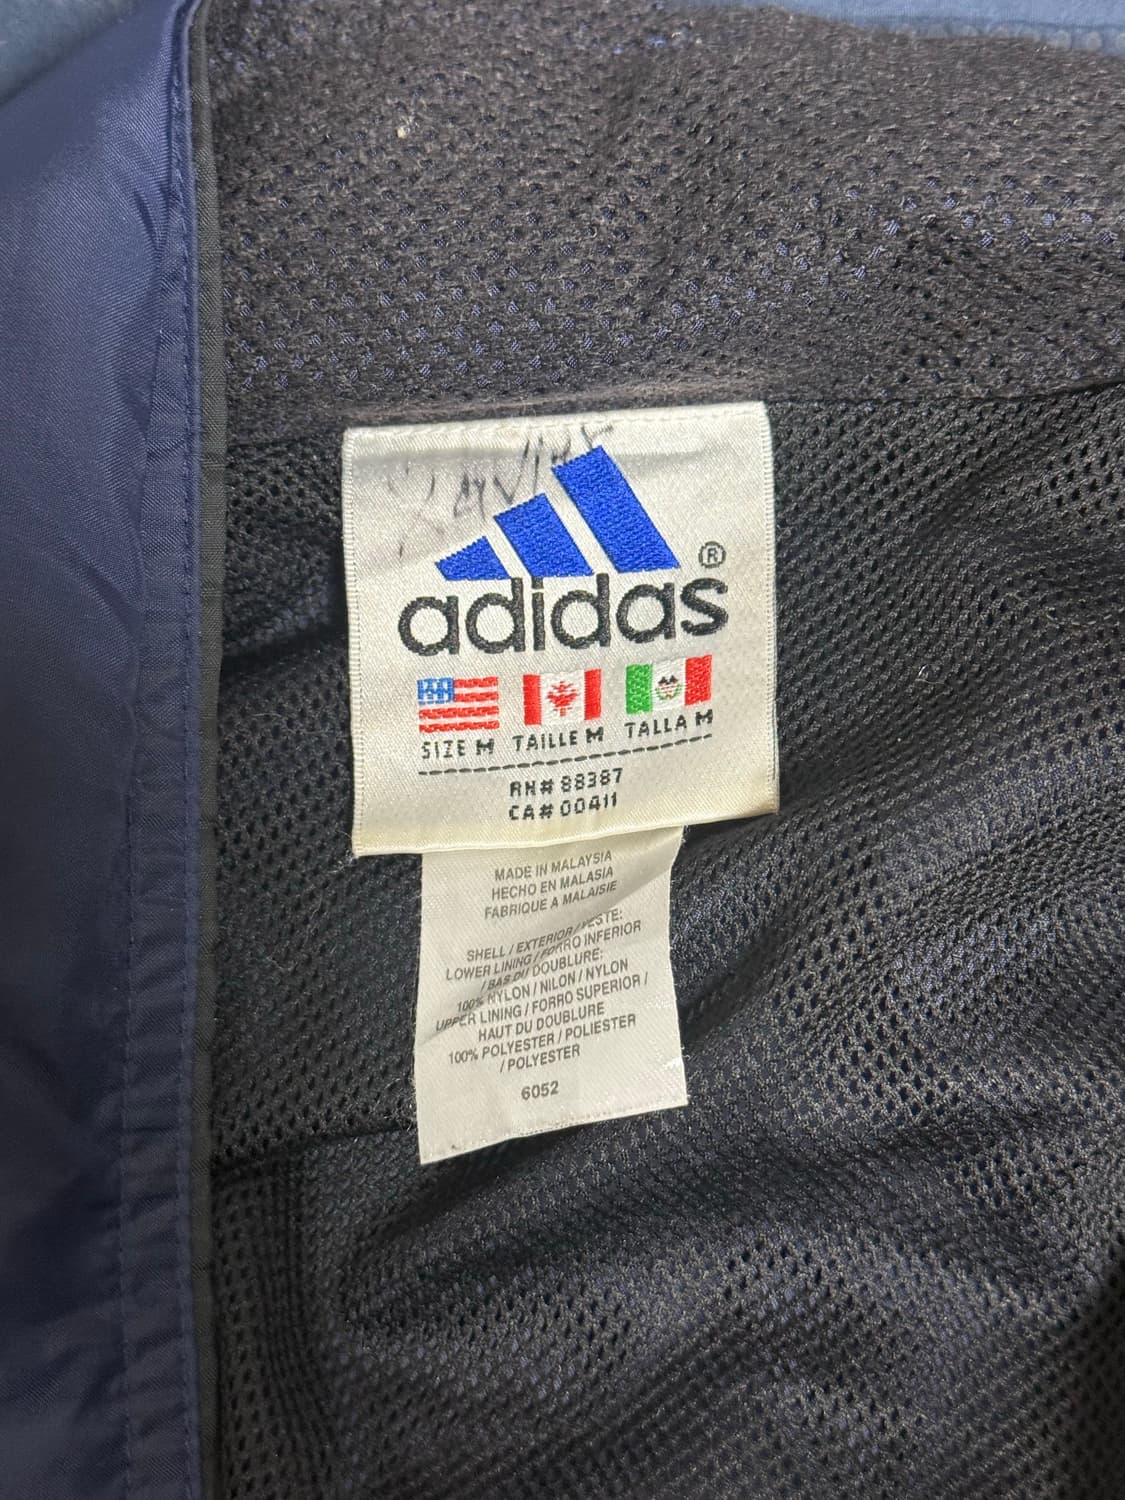 adidas®
SIZE M TAILLE M TALLA M
RN# 88387
CA# 00411
MADE IN MALAYSIA
HECHO EN MALASIA
FABRIQUE A MALAISIE
SHELL / EXTERIOR / VESTE:
LOWER LINING / FORRO INFERIOR
/ BAS DU DOUBLURE:
100% NYLON / NILON / NYLON
UPPER LINING / FORRO SUPERIOR /
HAUT DU DOUBLURE
100% POLYESTER / POLIESTER
/ POLYESTER
6052